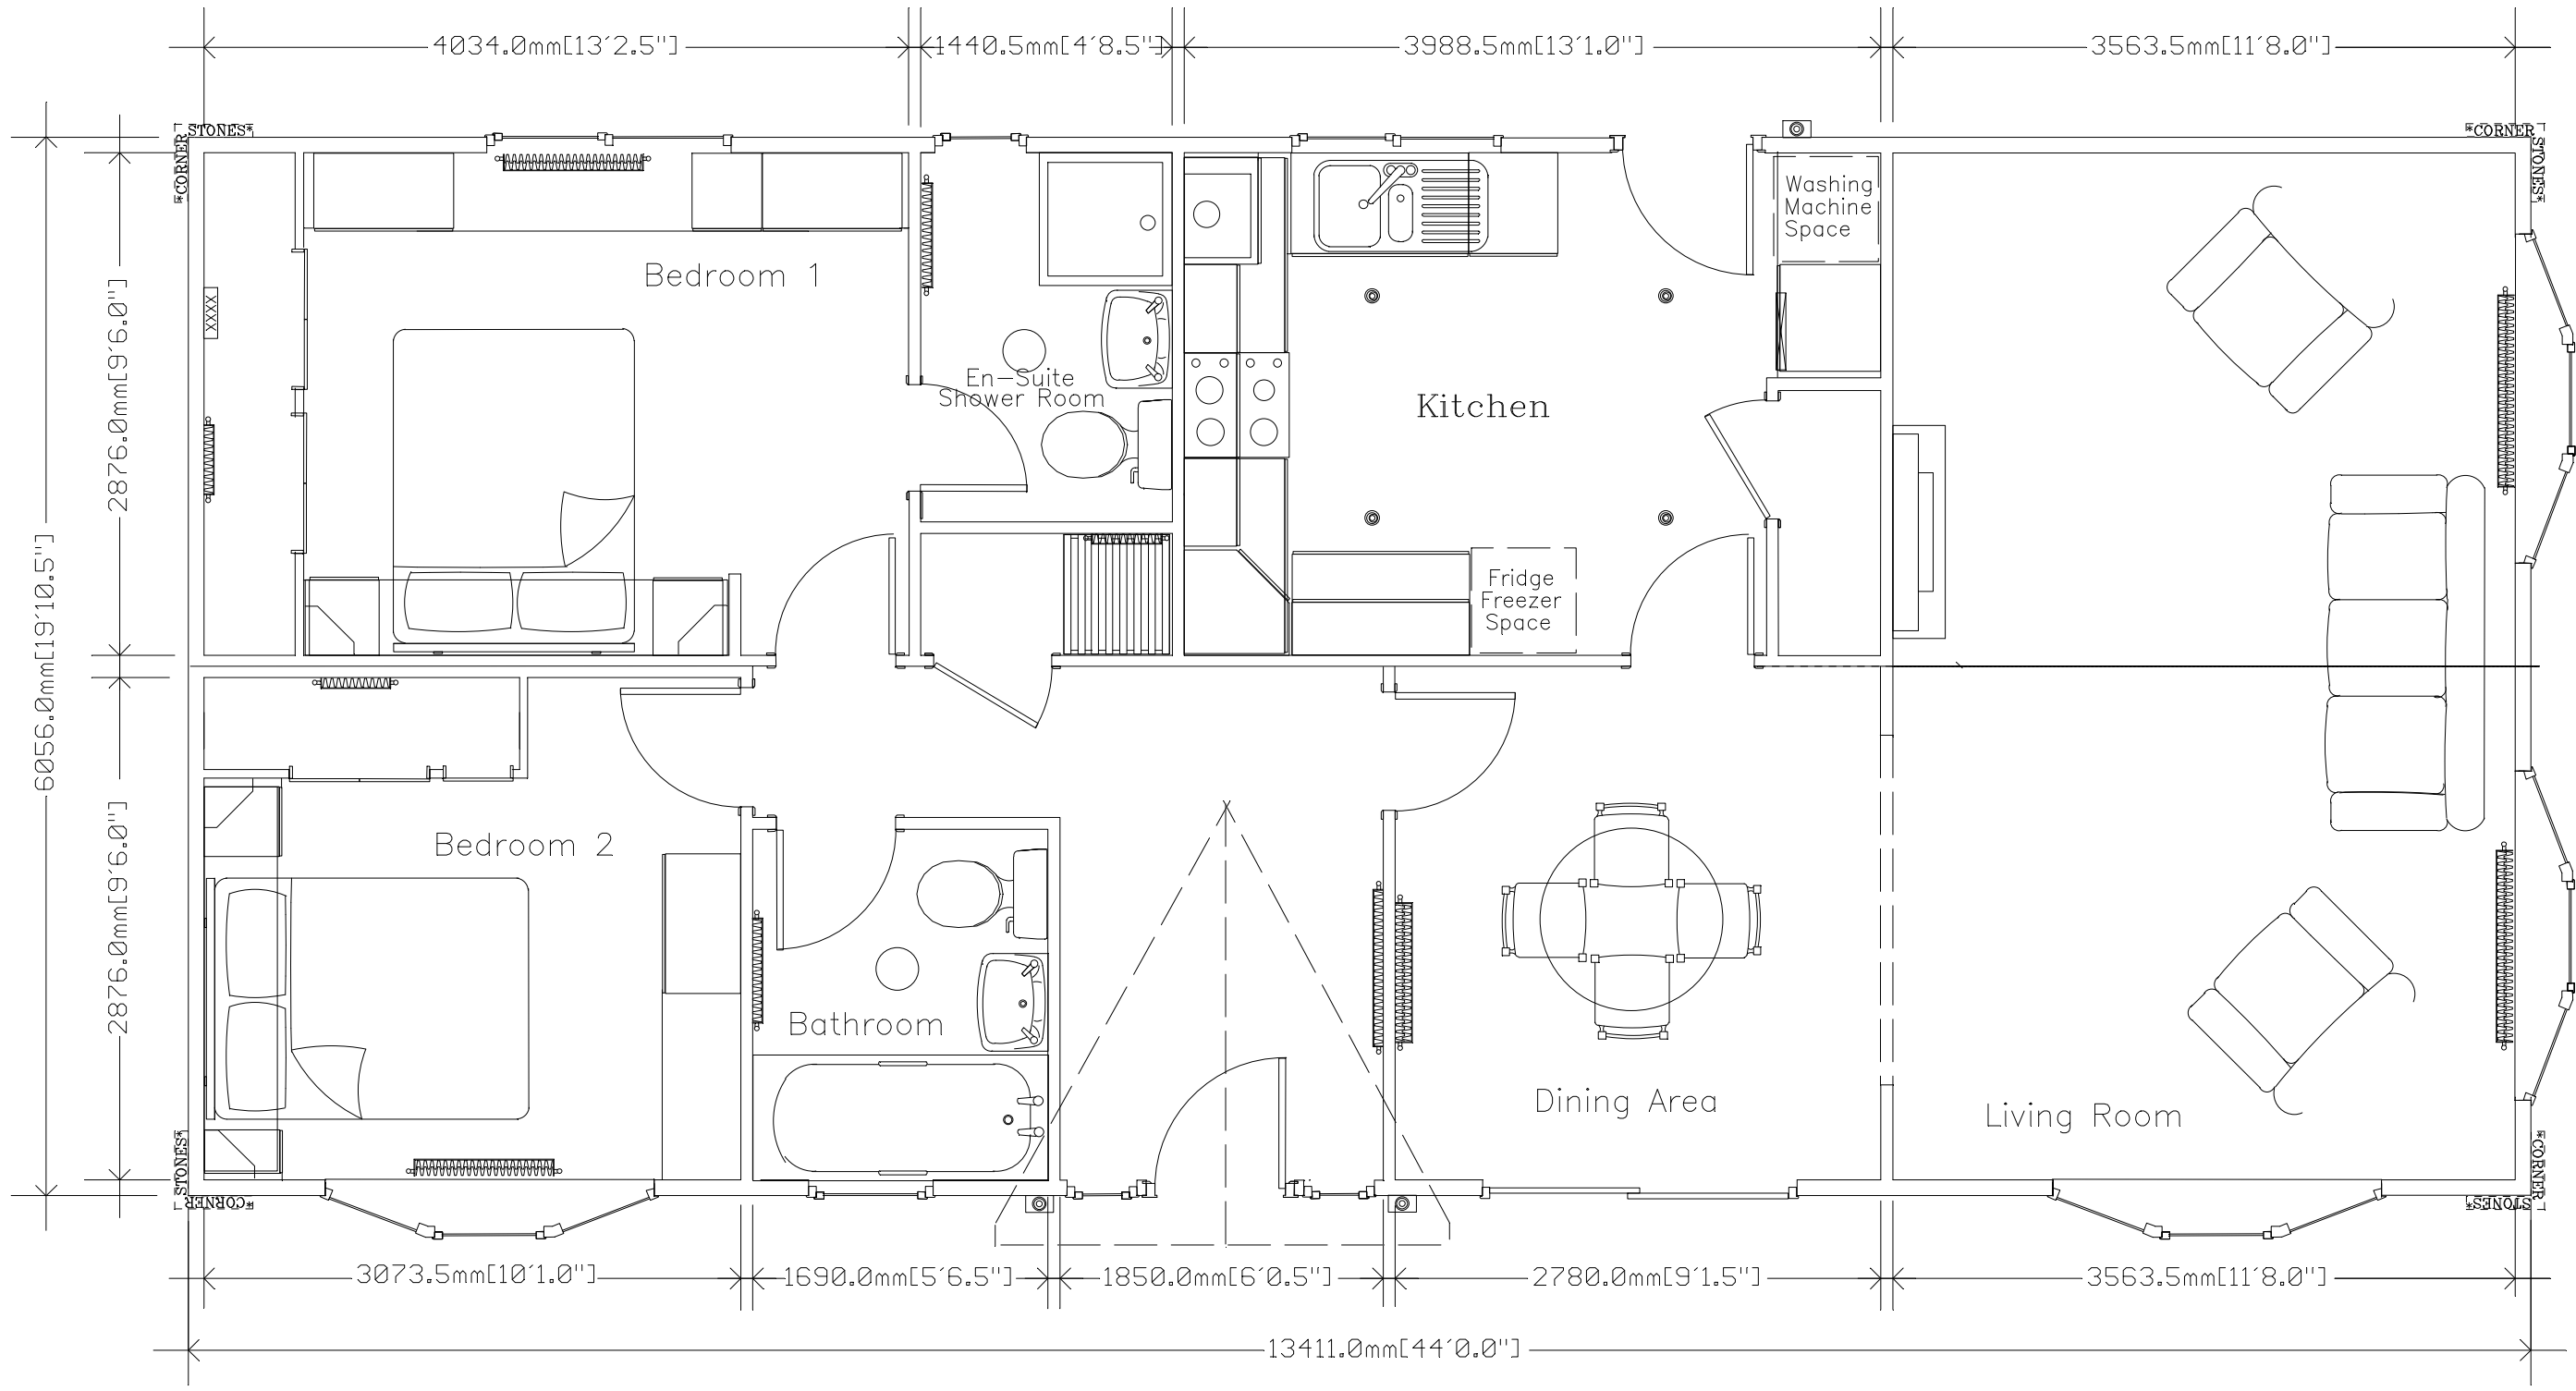 4034.0mm[13'2.5"]
1440.5mm[4'8.5"]
3988.5mm[13'1.0"]
3563.5mm[11'8.0"]
*CORNER
STONES*
*CORNER
STONES*
Washing
Machine
Space
Bedroom 1
XXXX
2876.0mm[9'6.0"]
En-Suite
Shower Room
Kitchen
6056.0mm[19'10.5"]
Fridge
Freezer
Space
Bedroom 2
2876.0mm[9'6.0"]
Bathroom
Dining Area
Living Room
STONES*
*CORNER
*CORNER
STONES*
3073.5mm[10'1.0"]
1690.0mm[5'6.5"]
1850.0mm[6'0.5"]
2780.0mm[9'1.5"]
3563.5mm[11'8.0"]
13411.0mm[44'0.0"]